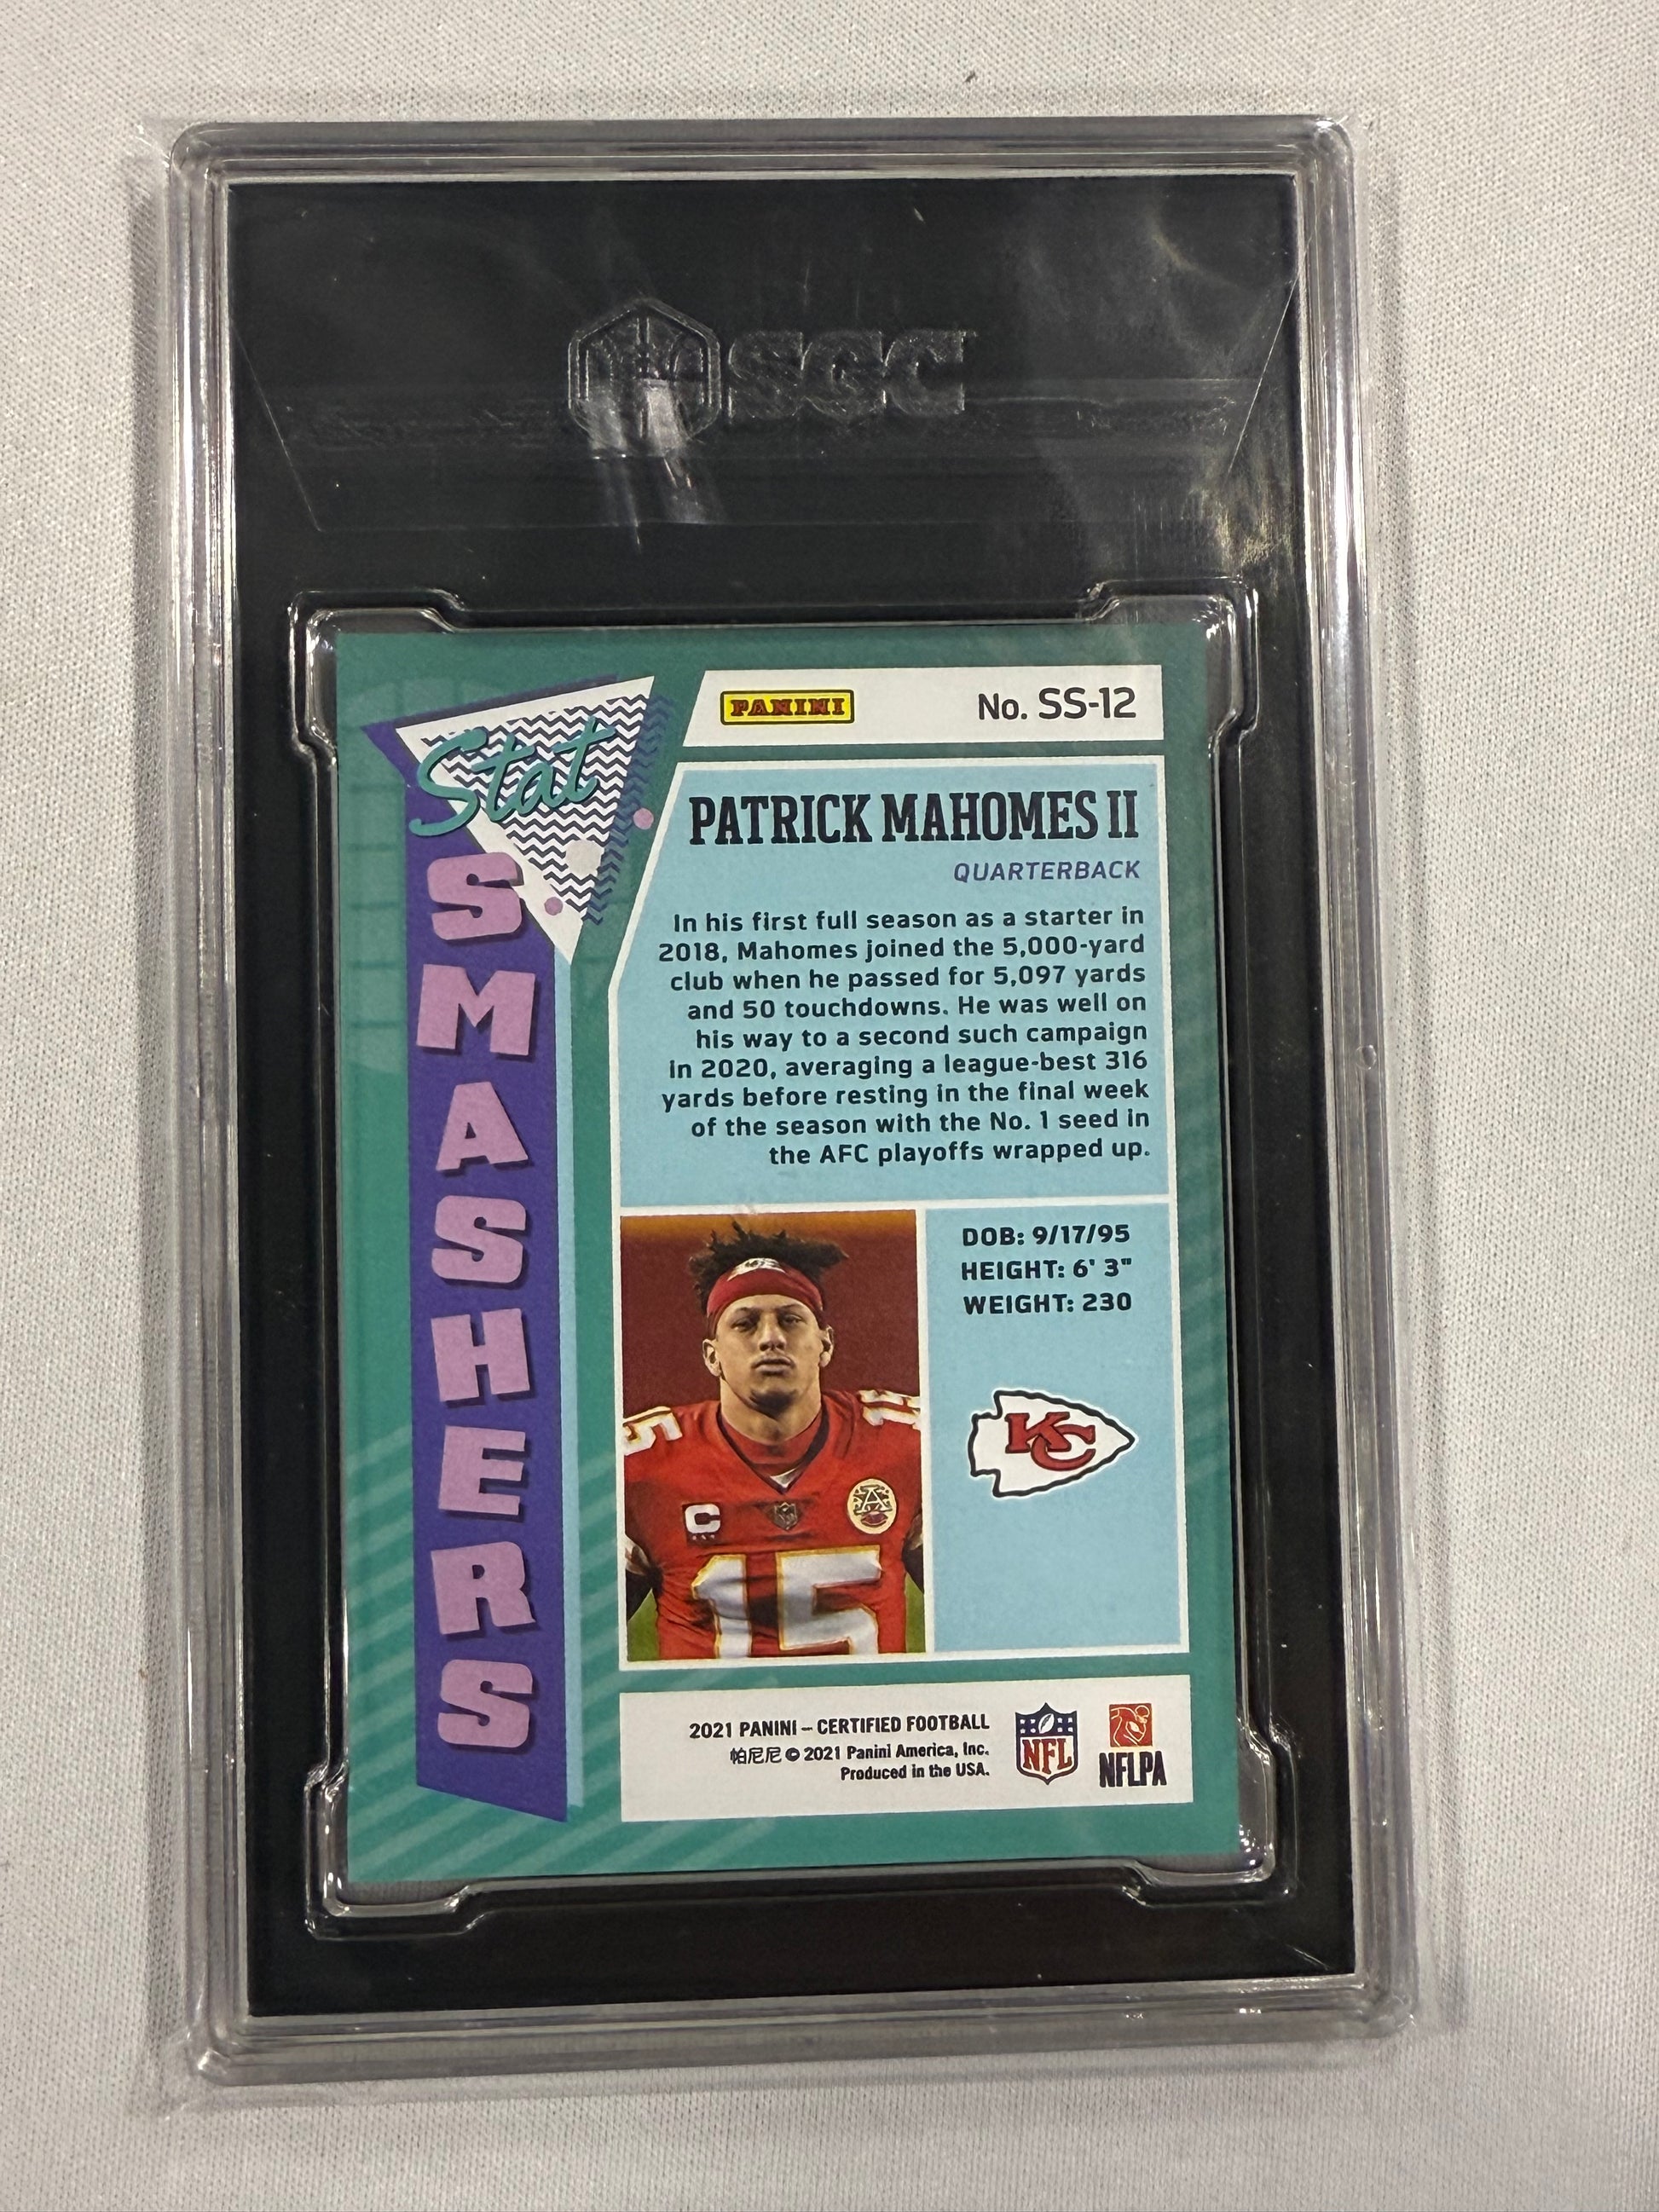 SGC
PANINI
No. SS-12
Stat
SMASHERS
PATRICK MAHOMES II
QUARTERBACK
In his first full season as a starter in
2018, Mahomes joined the 5,000-yard
club when he passed for 5,097 yards
and 50 touchdowns. He was well on
his way to a second such campaign
in 2020, averaging a league-best 316
yards before resting in the final week
of the season with the No. 1 seed in
the AFC playoffs wrapped up.
DOB: 9/17/95
HEIGHT: 6' 3"
WEIGHT: 230
15
15
C
A
15
KC
2021 PANINI – CERTIFIED FOOTBALL
帕尼尼 © 2021 Panini America, Inc.
Produced in the USA.
NFL
NFLPA